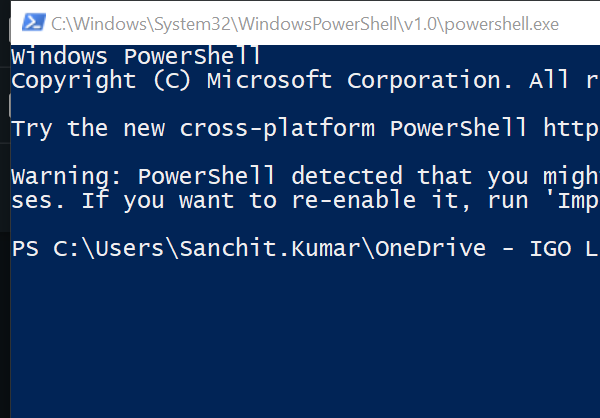 C:\Windows\System32\WindowsPowerShell\v1.0\powershell.exe
Windows PowerShell
Copyright (C) Microsoft Corporation. All r
Try the new cross-platform PowerShell http
Warning: PowerShell detected that you migh
ses. If you want to re-enable it, run 'Imp
PS C:\Users\Sanchit.Kumar\OneDrive - IGO L